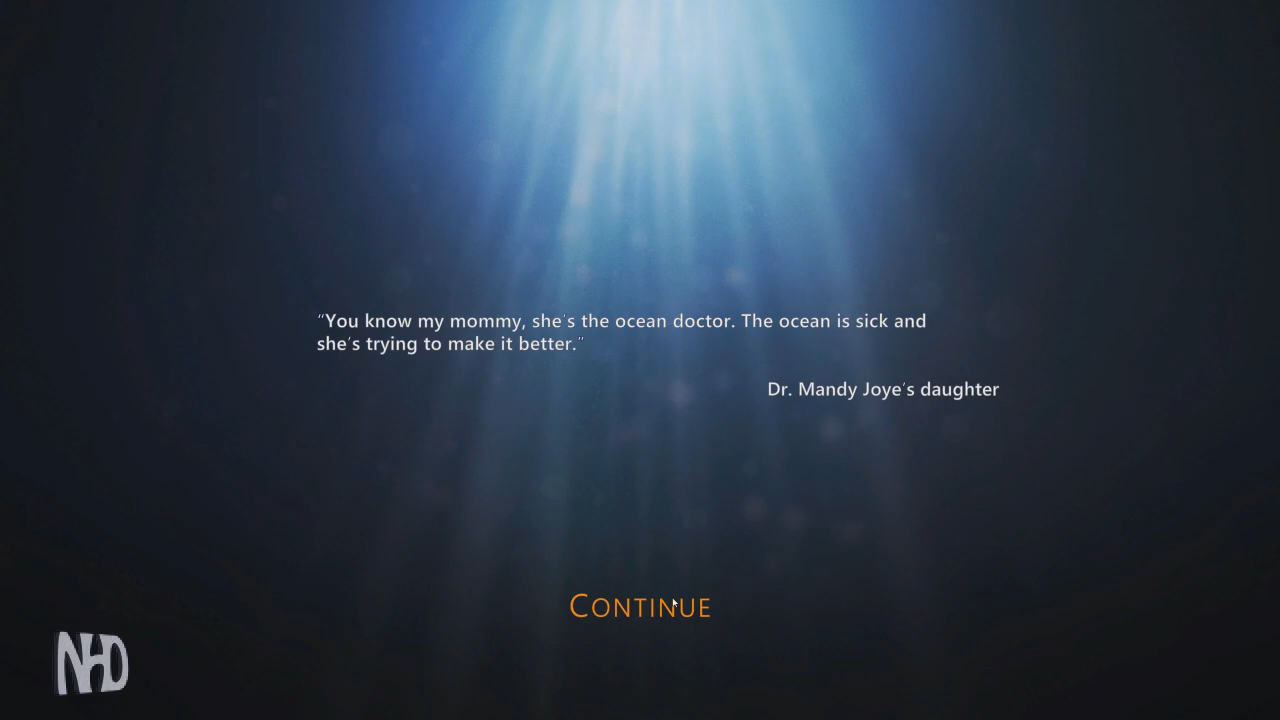 "You know my mommy, she's the ocean doctor. The ocean is sick and
she's trying to make it better."
Dr. Mandy Joye's daughter
CONTINUE
NHD